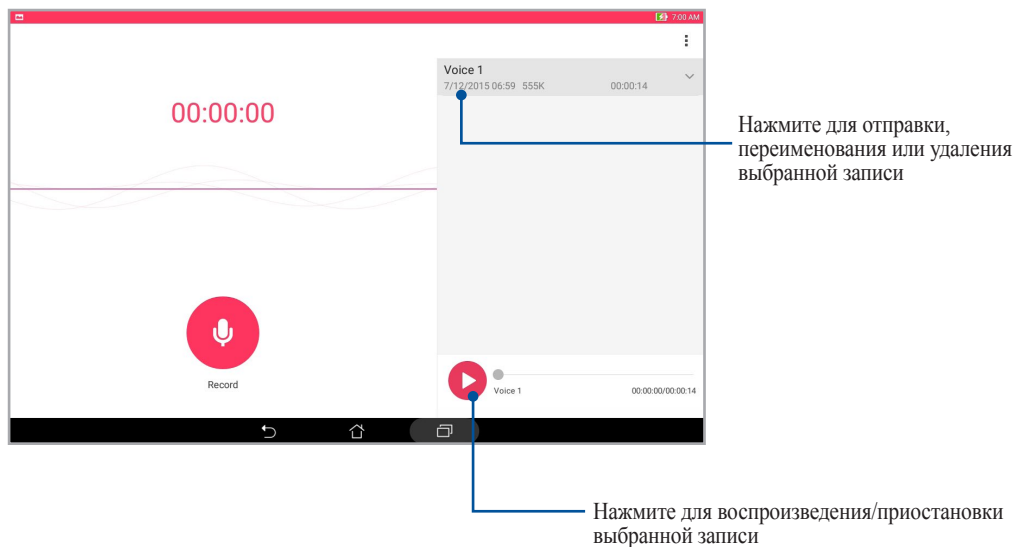 7:00 AM
Voice 1
7/12/2015 06:59 555K 00:00:14
00:00:00
Нажмите для отправки,
переименования или удаления
выбранной записи
Record
Voice 1 00:00:00/00:00:14
Нажмите для воспроизведения/приостановки
выбранной записи